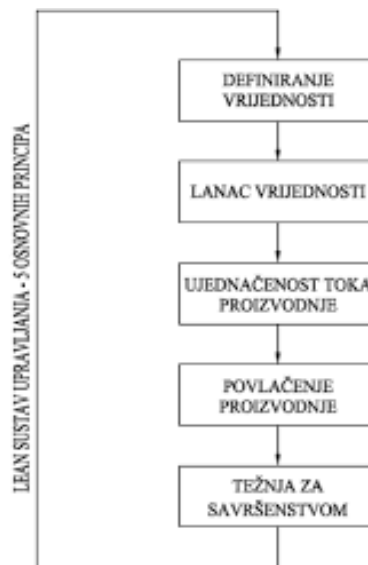 LEAN SUSTAV UPRAVLJANJA - 5 OSNOVNIH PRINCIPA
DEFINIRANJE
VRIJEDNOSTI
LANAC VRIJEDNOSTI
UJEDNAČENOST TOKA
PROIZVODNJE
POVLAČENJE
PROIZVODNJE
TEŽNJA ZA
SAVRŠENSTVOM